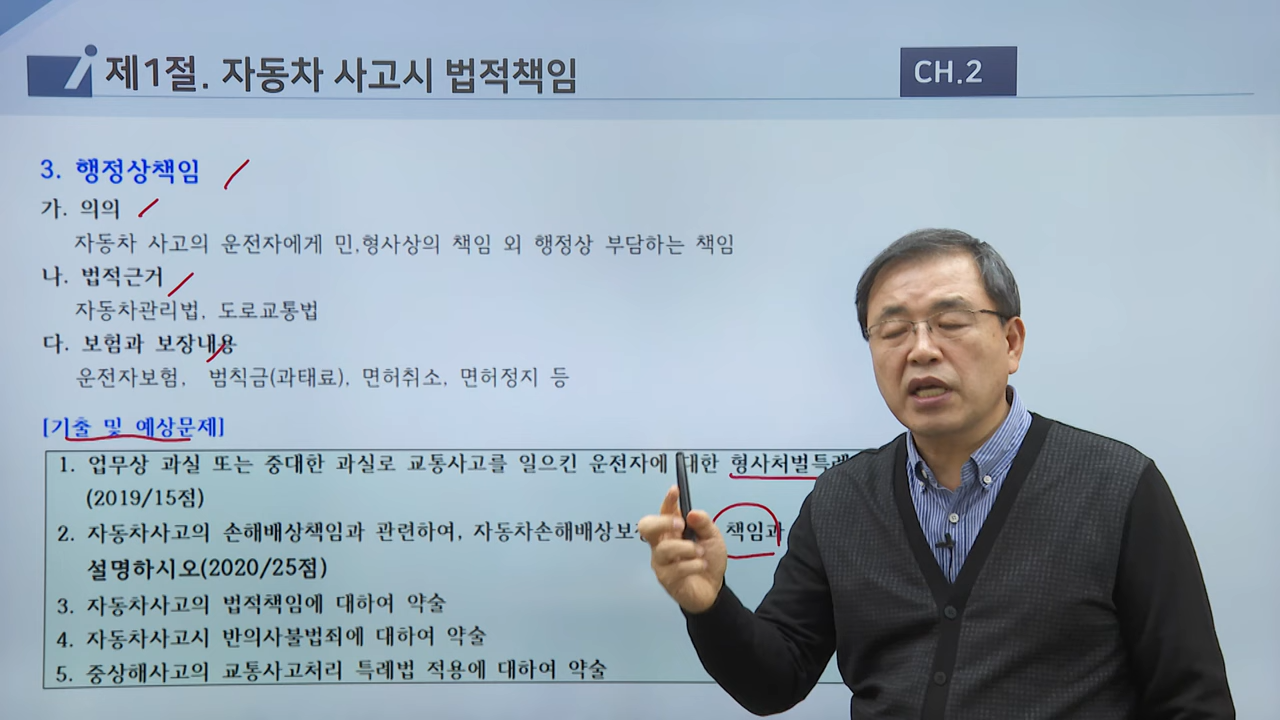 제1절. 자동차 사고시 법적책임
CH.2
3. 행정상책임
가. 의의
자동차 사고의 운전자에게 민,형사상의 책임 외 행정상 부담하는 책임
나. 법적근거
자동차관리법, 도로교통법
다. 보험과 보장내용
운전자보험, 범칙금(과태료), 면허취소, 면허정지 등
[기출 및 예상문제]
1. 업무상 과실 또는 중대한 과실로 교통사고를 일으킨 운전자에 대한 형사처벌특례
(2019/15점)
2. 자동차사고의 손해배상책임과 관련하여, 자동차손해배상보 책임과
설명하시오(2020/25점)
3. 자동차사고의 법적책임에 대하여 약술
4. 자동차사고시 반의사불법죄에 대하여 약술
5. 중상해사고의 교통사고처리 특례법 적용에 대하여 약술